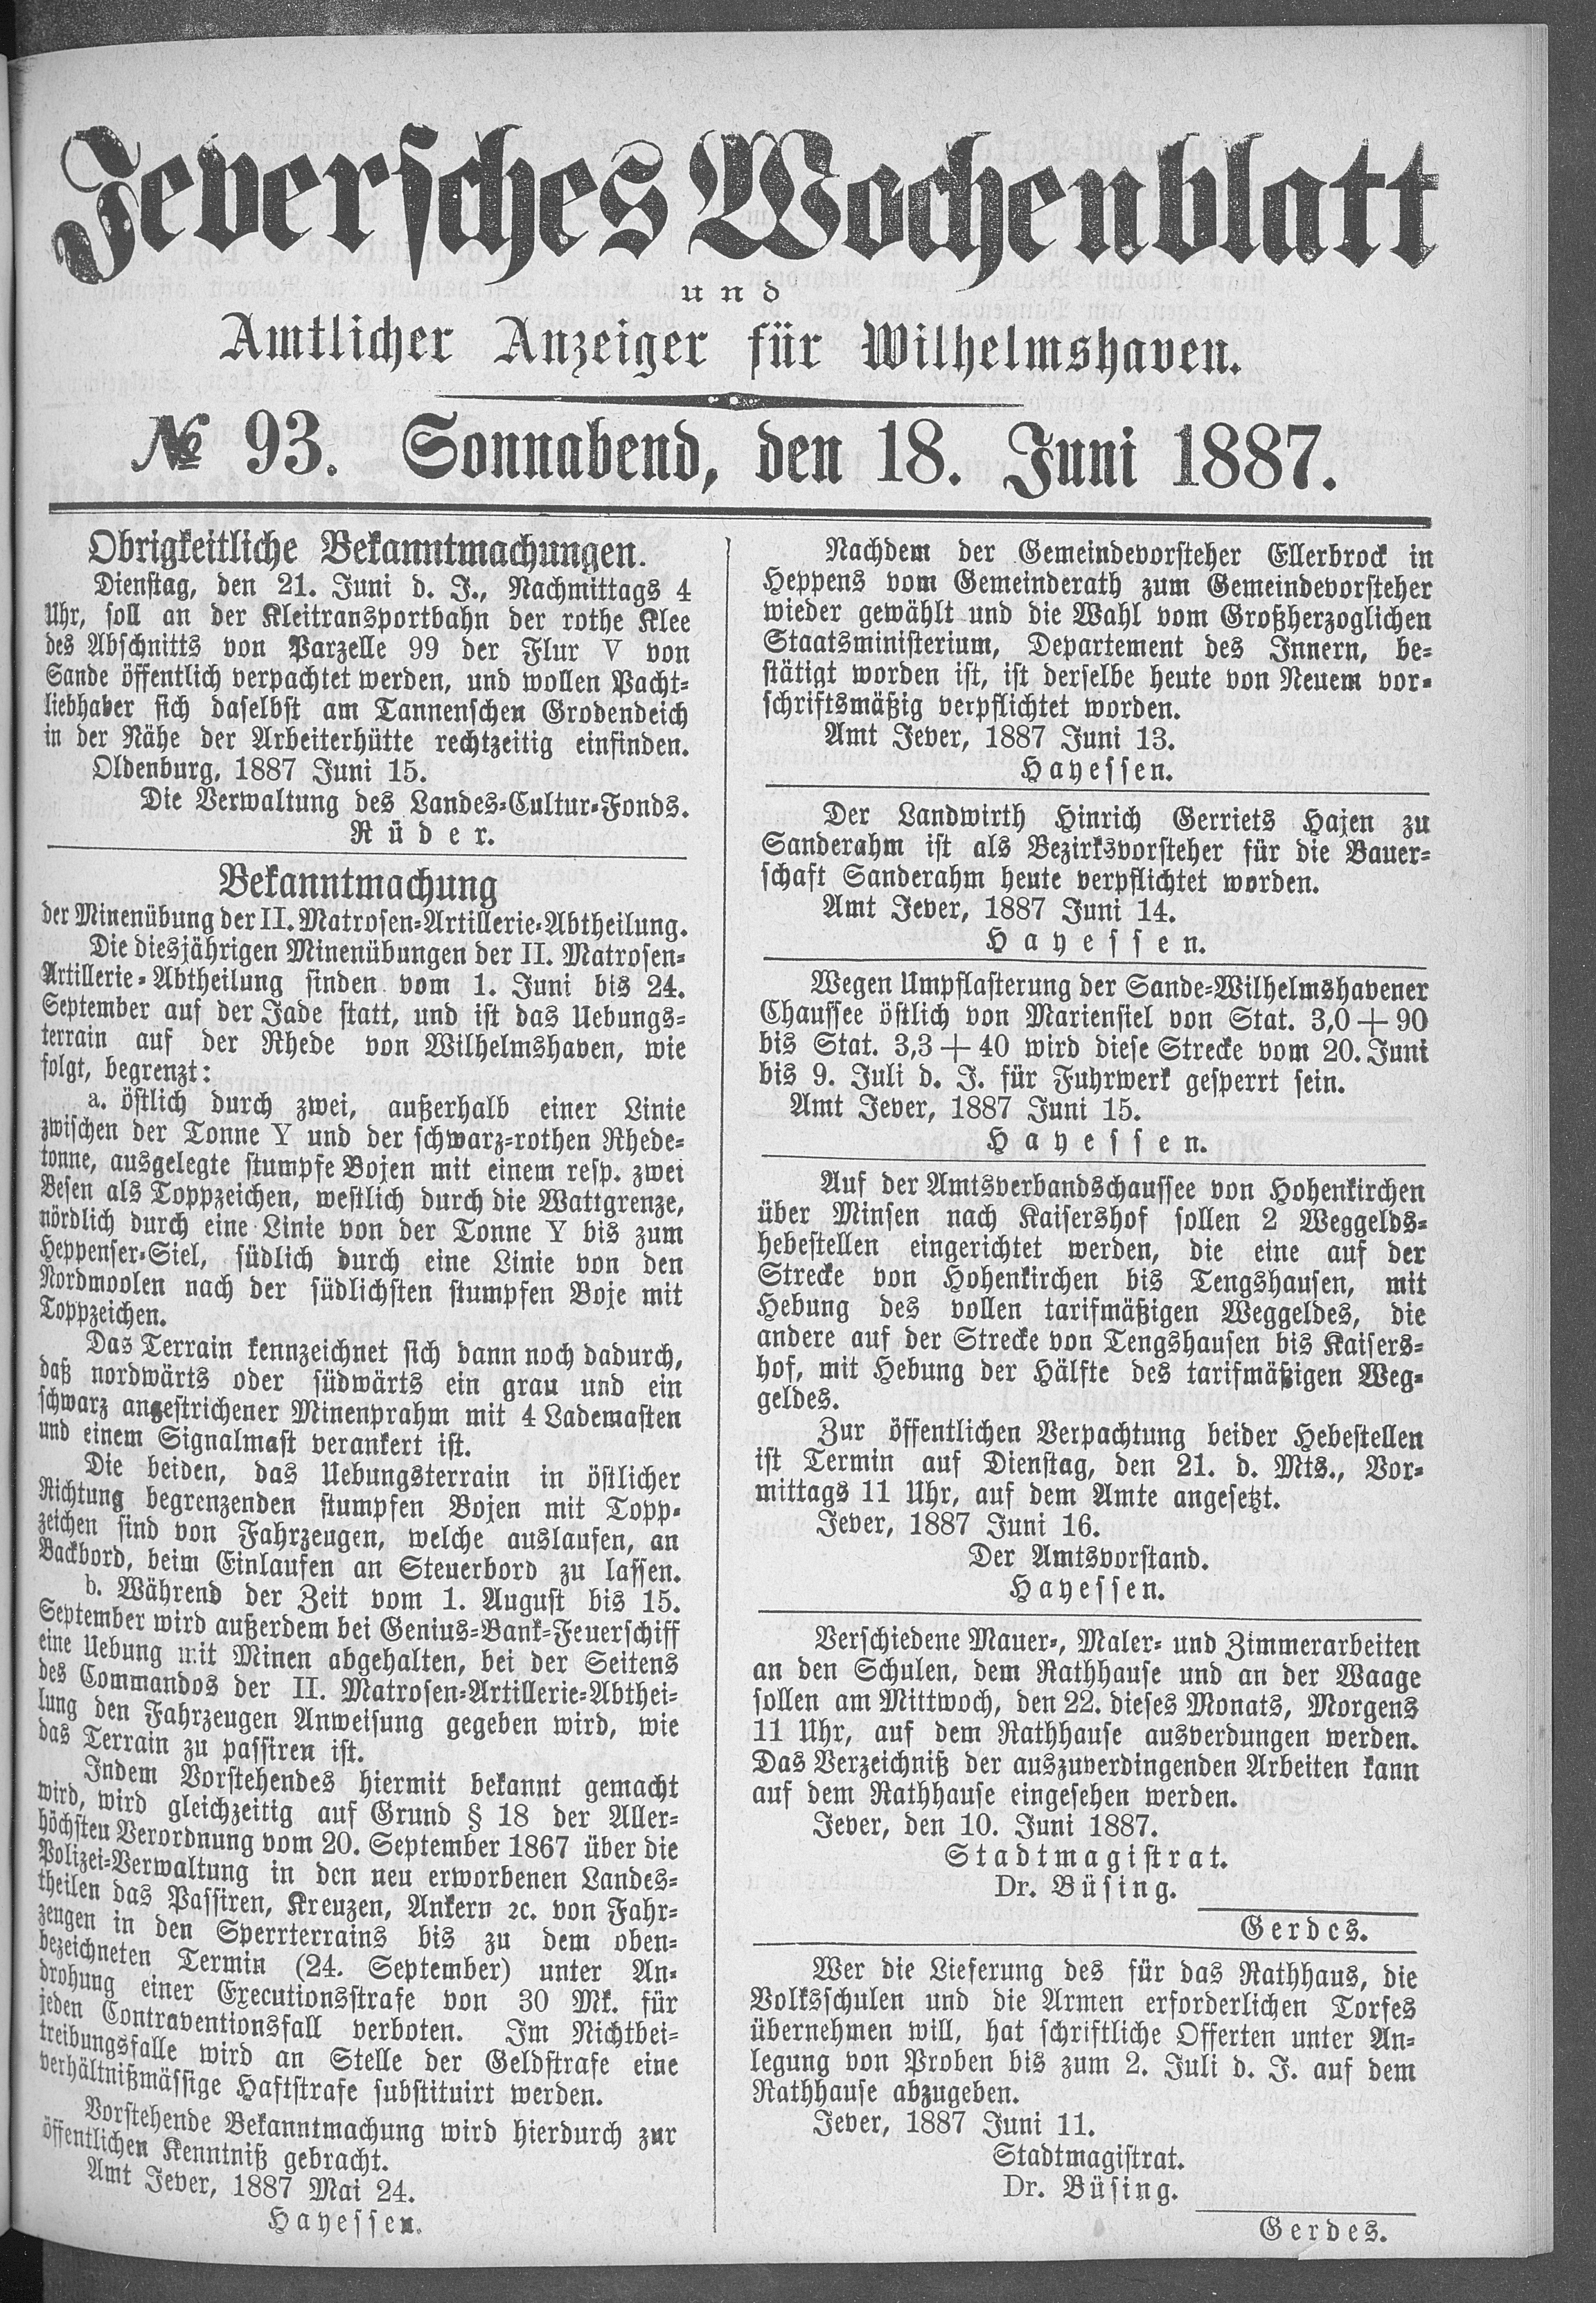 Jeversches Wochenblatt
und
Amtlicher Anzeiger für Wilhelmshaven.
№ 93. Sonnabend, den 18. Juni 1887.
Obrigkeitliche Bekanntmachungen.
Dienstag, den 21. Juni d. J., Nachmittags 4
Uhr, soll an der Kleitransportbahn der rothe Klee
des Abschnitts von Parzelle 99 der Flur V von
Sande öffentlich verpachtet werden, und wollen Pacht-
liebhaber sich daselbst am Tannenschen Grodendeich
in der Nähe der Arbeiterhütte rechtzeitig einfinden.
Oldenburg, 1887 Juni 15.
Die Verwaltung des Landes-Cultur-Fonds.
Rüder.
Bekanntmachung
der Minenübung der II. Matrosen-Artillerie-Abtheilung.
Die diesjährigen Minenübungen der II. Matrosen-
Artillerie-Abtheilung finden vom 1. Juni bis 24.
September auf der Jade statt, und ist das Uebungs-
terrain auf der Rhede von Wilhelmshaven, wie
folgt, begrenzt:
a. östlich durch zwei, außerhalb einer Linie
zwischen der Tonne Y und der schwarz-rothen Rhede-
tonne, ausgelegte stumpfe Bojen mit einem resp. zwei
Besen als Toppzeichen, westlich durch die Wattgrenze,
nördlich durch eine Linie von der Tonne Y bis zum
Heppenser-Siel, südlich durch eine Linie von den
Nordmoolen nach der südlichsten stumpfen Boje mit
Toppzeichen.
Das Terrain kennzeichnet sich dann noch dadurch,
daß nordwärts oder südwärts ein grau und ein
schwarz angestrichener Minenprahm mit 4 Lademasten
und einem Signalmast verankert ist.
Die beiden, das Uebungsterrain in östlicher
Richtung begrenzenden stumpfen Bojen mit Topp-
zeichen sind von Fahrzeugen, welche auslaufen, an
Backbord, beim Einlaufen an Steuerbord zu lassen.
b. Während der Zeit vom 1. August bis 15.
September wird außerdem bei Genius-Bank-Feuerschiff
eine Uebung mit Minen abgehalten, bei der Seitens
des Commandos der II. Matrosen-Artillerie-Abthei-
lung den Fahrzeugen Anweisung gegeben wird, wie
das Terrain zu passiren ist.
Indem Vorstehendes hiermit bekannt gemacht
wird, wird gleichzeitig auf Grund § 18 der Aller-
höchsten Verordnung vom 20. September 1867 über die
Polizei-Verwaltung in den neu erworbenen Landes-
theilen das Passiren, Kreuzen, Ankern ꝛc. von Fahr-
zeugen in den Sperrterrains bis zu dem oben-
bezeichneten Termin (24. September) unter An-
drohung einer Executionsstrafe von 30 Mk. für
jeden Contraventionsfall verboten. Im Nichtbei-
treibungsfalle wird an Stelle der Geldstrafe eine
verhältnißmässige Haftstrafe substituirt werden.
Vorstehende Bekanntmachung wird hierdurch zur
öffentlichen Kenntniß gebracht.
Amt Jever, 1887 Mai 24.
Hayessen.
Nachdem der Gemeindevorsteher Ellerbrock in
Heppens vom Gemeinderath zum Gemeindevorsteher
wieder gewählt und die Wahl vom Großherzoglichen
Staatsministerium, Departement des Innern, be-
stätigt worden ist, ist derselbe heute von Neuem vor-
schriftsmäßig verpflichtet worden.
Amt Jever, 1887 Juni 13.
Hayessen.
Der Landwirth Hinrich Gerriets Hajen zu
Sanderahm ist als Bezirksvorsteher für die Bauer-
schaft Sanderahm heute verpflichtet worden.
Amt Jever, 1887 Juni 14.
Hayessen.
Wegen Umpflasterung der Sande-Wilhelmshavener
Chaussee östlich von Mariensiel von Stat. 3,0 + 90
bis Stat. 3,3 + 40 wird diese Strecke vom 20. Juni
bis 9. Juli d. J. für Fuhrwerk gesperrt sein.
Amt Jever, 1887 Juni 15.
Hayessen.
Auf der Amtsverbandschaussee von Hohenkirchen
über Minsen nach Kaisershof sollen 2 Weggelds-
hebestellen eingerichtet werden, die eine auf der
Strecke von Hohenkirchen bis Tengshausen, mit
Hebung des vollen tarifmäßigen Weggeldes, die
andere auf der Strecke von Tengshausen bis Kaisers-
hof, mit Hebung der Hälfte des tarifmäßigen Weg-
geldes.
Zur öffentlichen Verpachtung beider Hebestellen
ist Termin auf Dienstag, den 21. d. Mts., Vor-
mittags 11 Uhr, auf dem Amte angesetzt.
Jever, 1887 Juni 16.
Der Amtsvorstand.
Hayessen.
Verschiedene Mauer-, Maler- und Zimmerarbeiten
an den Schulen, dem Rathhause und an der Waage
sollen am Mittwoch, den 22. dieses Monats, Morgens
11 Uhr, auf dem Rathhause ausverdungen werden.
Das Verzeichniß der auszuverdingenden Arbeiten kann
auf dem Rathhause eingesehen werden.
Jever, den 10. Juni 1887.
Stadtmagistrat.
Dr. Büsing.
Gerdes.
Wer die Lieferung des für das Rathhaus, die
Volksschulen und die Armen erforderlichen Torfes
übernehmen will, hat schriftliche Offerten unter An-
legung von Proben bis zum 2. Juli d. J. auf dem
Rathhause abzugeben.
Jever, 1887 Juni 11.
Stadtmagistrat.
Dr. Büsing.
Gerdes.